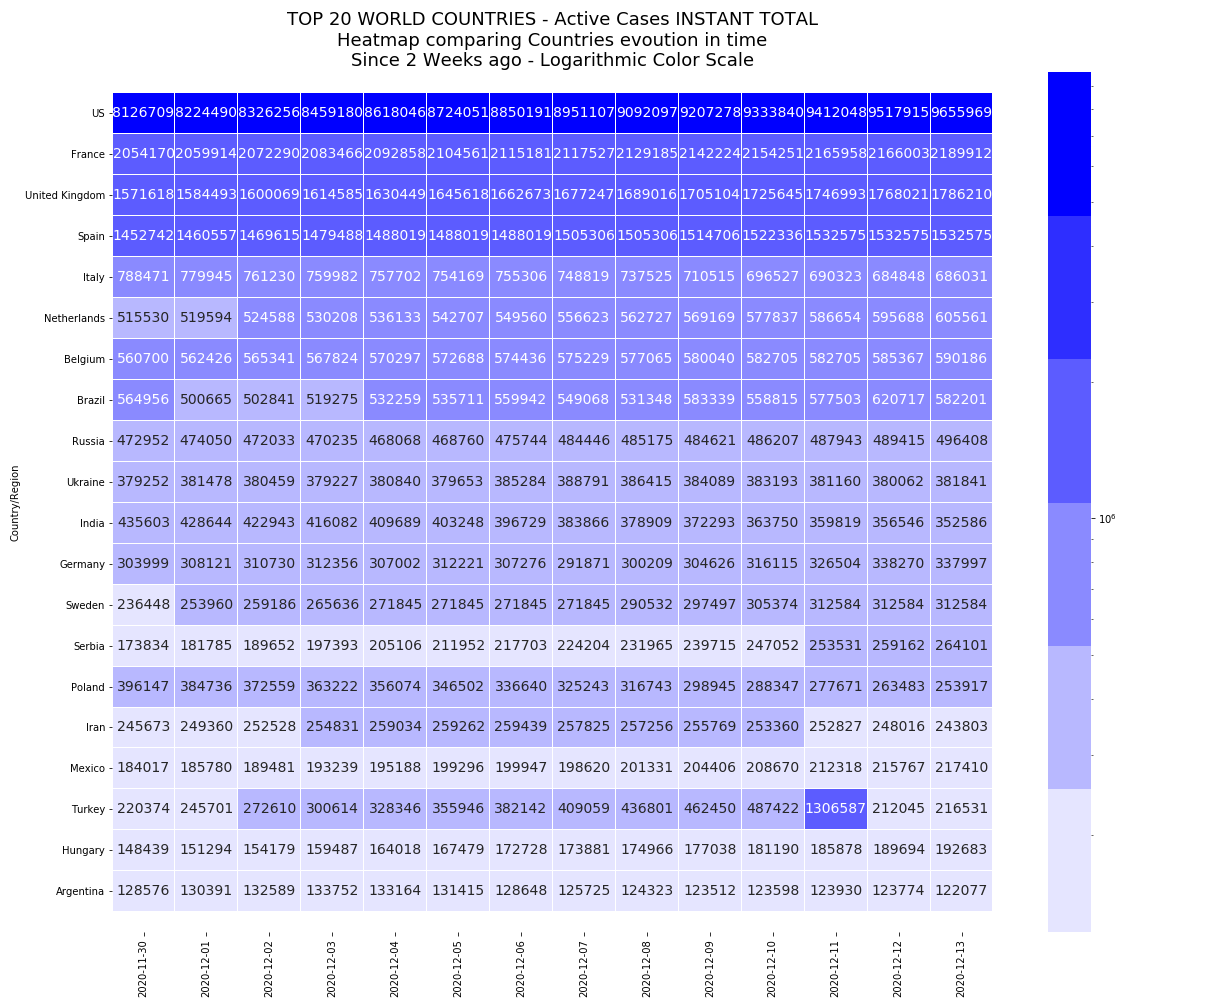 TOP 20 WORLD COUNTRIES - Active Cases INSTANT TOTAL
Heatmap comparing Countries evoution in time
Since 2 Weeks ago - Logarithmic Color Scale
Country/Region
US 8126709 8224490 8326256 8459180 8618046 8724051 8850191 8951107 9092097 9207278 9333840 9412048 9517915 9655969
France 2054170 2059914 2072290 2083466 2092858 2104561 2115181 2117527 2129185 2142224 2154251 2165958 2166003 2189912
United Kingdom 1571618 1584493 1600069 1614585 1630449 1645618 1662673 1677247 1689016 1705104 1725645 1746993 1768021 1786210
Spain 1452742 1460557 1469615 1479488 1488019 1488019 1488019 1505306 1505306 1514706 1522336 1532575 1532575 1532575
Italy 788471 779945 761230 759982 757702 754169 755306 748819 737525 710515 696527 690323 684848 686031
Netherlands 515530 519594 524588 530208 536133 542707 549560 556623 562727 569169 577837 586654 595688 605561
Belgium 560700 562426 565341 567824 570297 572688 574436 575229 577065 580040 582705 582705 585367 590186
Brazil 564956 500665 502841 519275 532259 535711 559942 549068 531348 583339 558815 577503 620717 582201
Russia 472952 474050 472033 470235 468068 468760 475744 484446 485175 484621 486207 487943 489415 496408
Ukraine 379252 381478 380459 379227 380840 379653 385284 388791 386415 384089 383193 381160 380062 381841
India 435603 428644 422943 416082 409689 403248 396729 383866 378909 372293 363750 359819 356546 352586
Germany 303999 308121 310730 312356 307002 312221 307276 291871 300209 304626 316115 326504 338270 337997
Sweden 236448 253960 259186 265636 271845 271845 271845 271845 290532 297497 305374 312584 312584 312584
Serbia 173834 181785 189652 197393 205106 211952 217703 224204 231965 239715 247052 253531 259162 264101
Poland 396147 384736 372559 363222 356074 346502 336640 325243 316743 298945 288347 277671 263483 253917
Iran 245673 249360 252528 254831 259034 259262 259439 257825 257256 255769 253360 252827 248016 243803
Mexico 184017 185780 189481 193239 195188 199296 199947 198620 201331 204406 208670 212318 215767 217410
Turkey 220374 245701 272610 300614 328346 355946 382142 409059 436801 462450 487422 1306587 212045 216531
Hungary 148439 151294 154179 159487 164018 167479 172728 173881 174966 177038 181190 185878 189694 192683
Argentina 128576 130391 132589 133752 133164 131415 128648 125725 124323 123512 123598 123930 123774 122077
2020-11-30 2020-12-01 2020-12-02 2020-12-03 2020-12-04 2020-12-05 2020-12-06 2020-12-07 2020-12-08 2020-12-09 2020-12-10 2020-12-11 2020-12-12 2020-12-13
10⁶